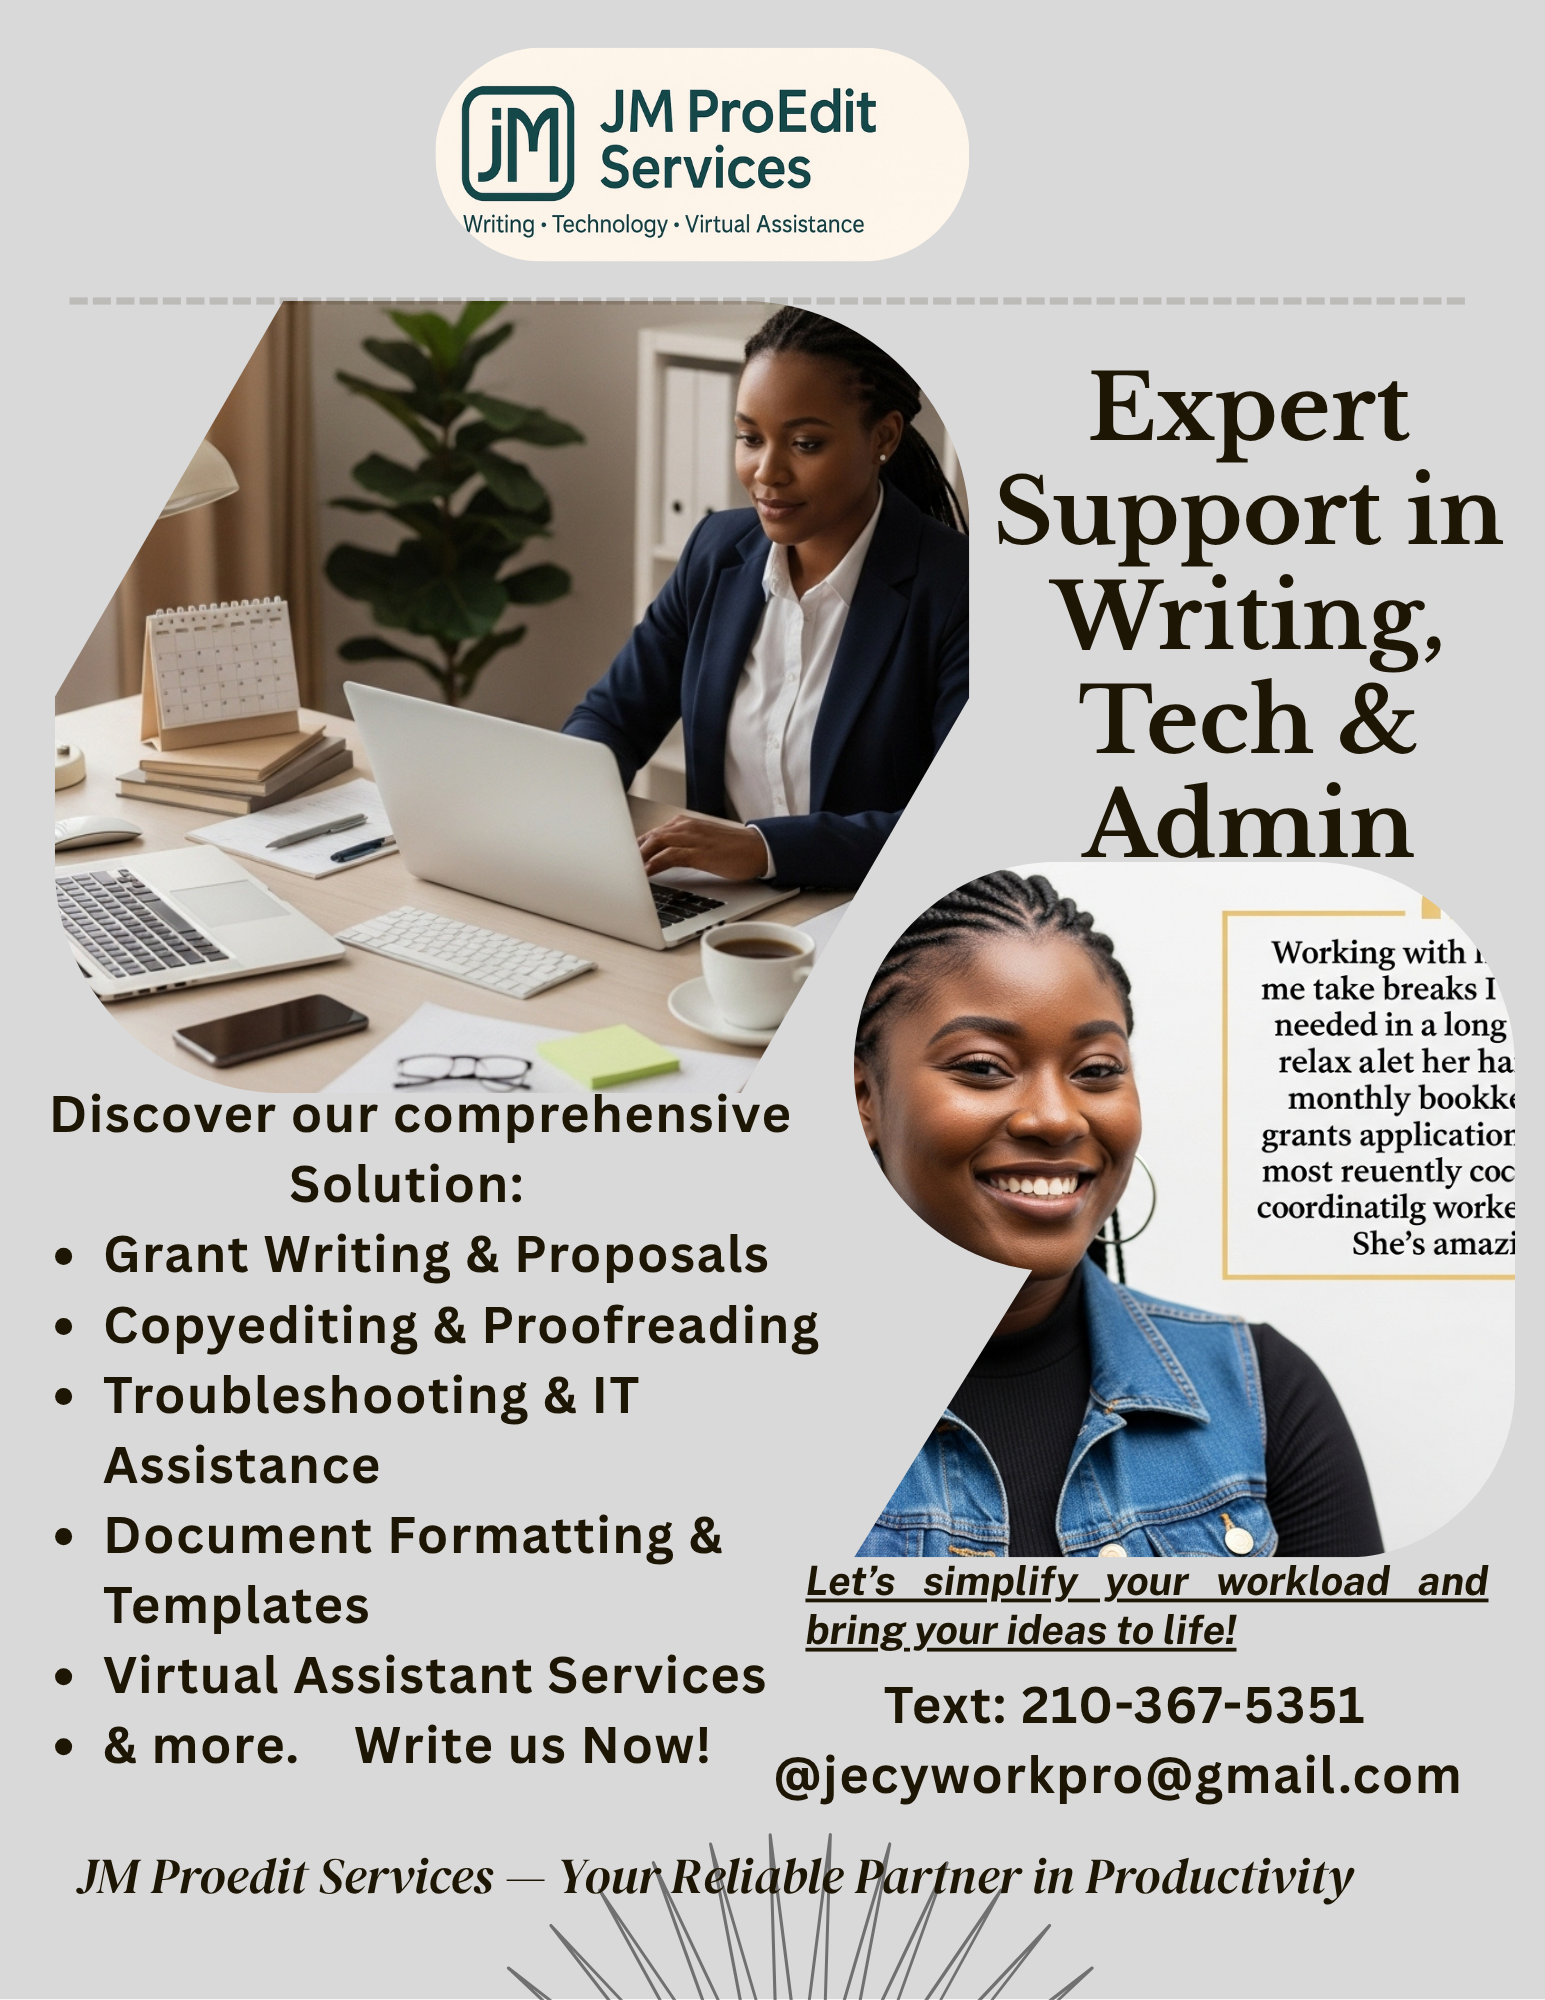 JM
JM ProEdit
Services
Writing • Technology • Virtual Assistance
Expert
Support in
Writing,
Tech &
Admin
Working with
me take breaks I
needed in a long
relax alet her
monthly
grants
most reuently
coordinatilg
She's
Discover our comprehensive
Solution:
• Grant Writing & Proposals
• Copyediting & Proofreading
• Troubleshooting & IT
Assistance
• Document Formatting &
Templates
• Virtual Assistant Services
• & more. Write us Now!
Let's simplify your workload and
bring your ideas to life!
Text: 210-367-5351
@jecyworkpro@gmail.com
JM Proedit Services — Your Reliable Partner in Productivity